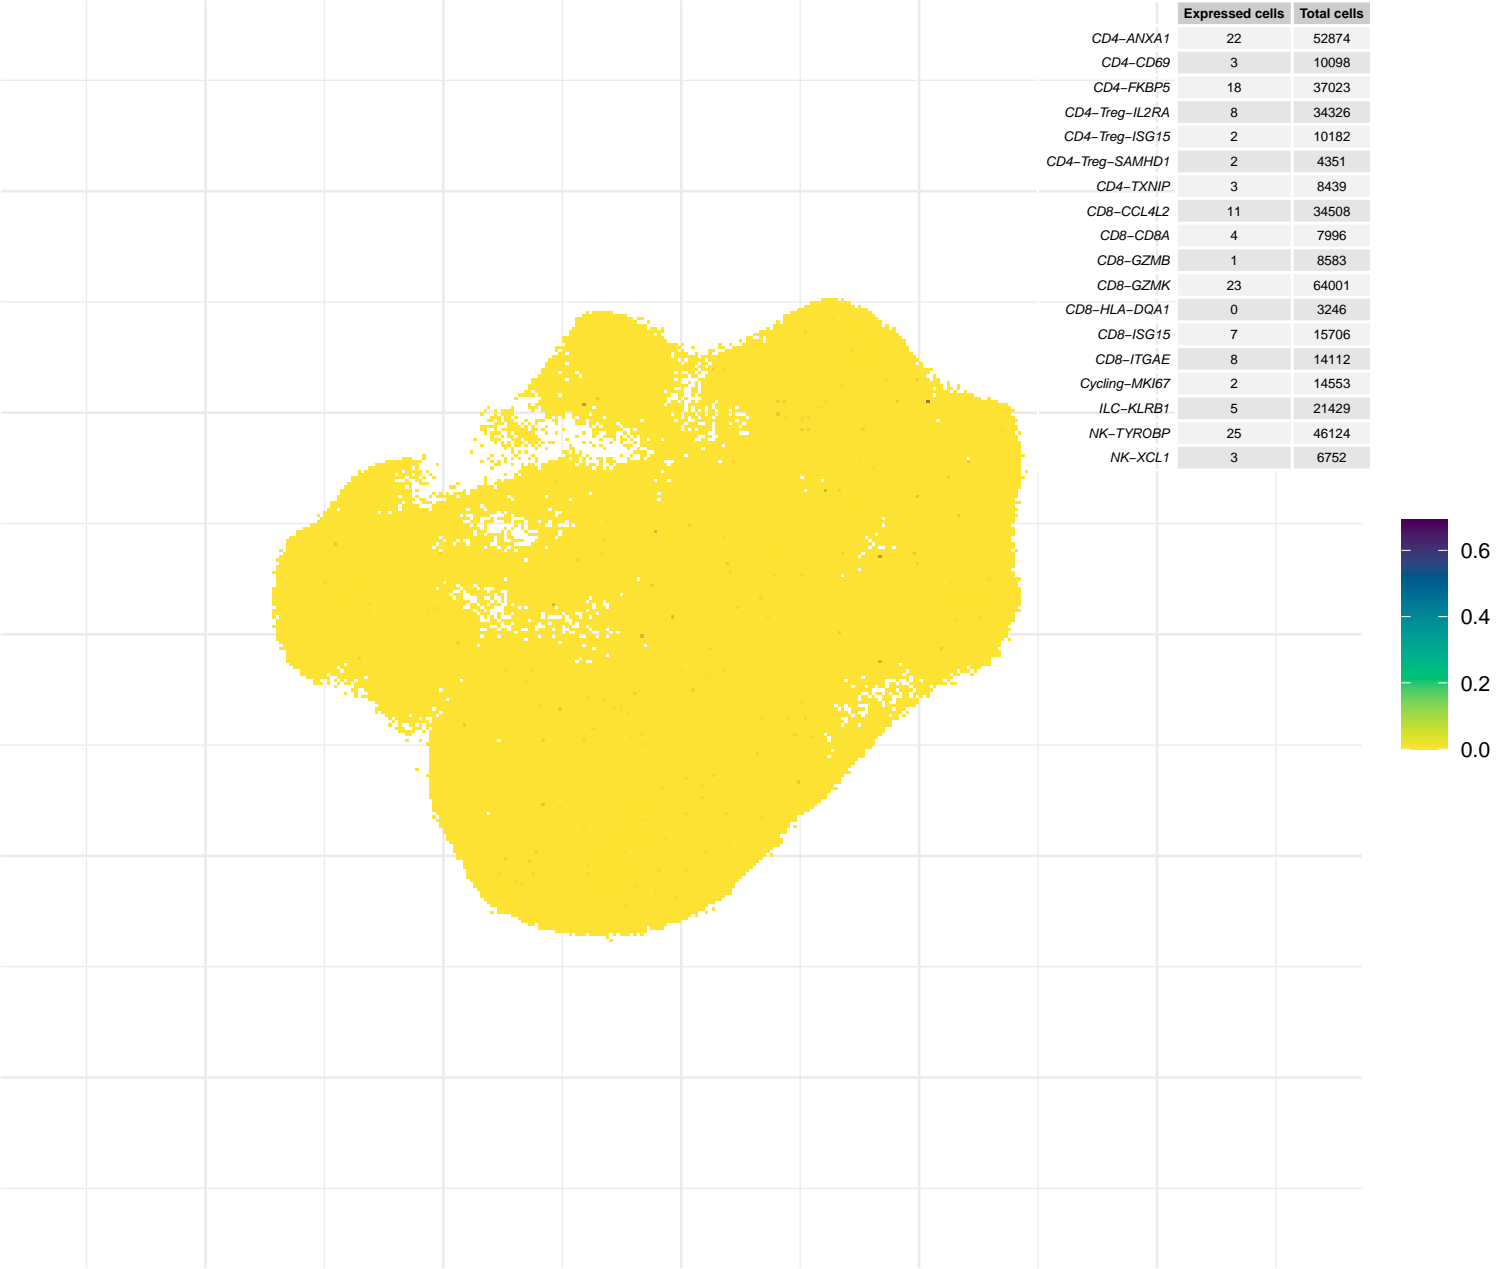 Expressed cells Total cells
CD4−ANXA1 22 52874
CD4−CD69 3 10098
CD4−FKBP5 18 37023
CD4−Treg−IL2RA 8 34326
CD4−Treg−ISG15 2 10182
CD4−Treg−SAMHD1 2 4351
CD4−TXNIP 3 8439
CD8−CCL4L2 11 34508
CD8−CD8A 4 7996
CD8−GZMB 1 8583
CD8−GZMK 23 64001
CD8−HLA−DQA1 0 3246
CD8−ISG15 7 15706
CD8−ITGAE 8 14112
Cycling−MKI67 2 14553
ILC−KLRB1 5 21429
NK−TYROBP 25 46124
NK−XCL1 3 6752
0.6
0.4
0.2
0.0